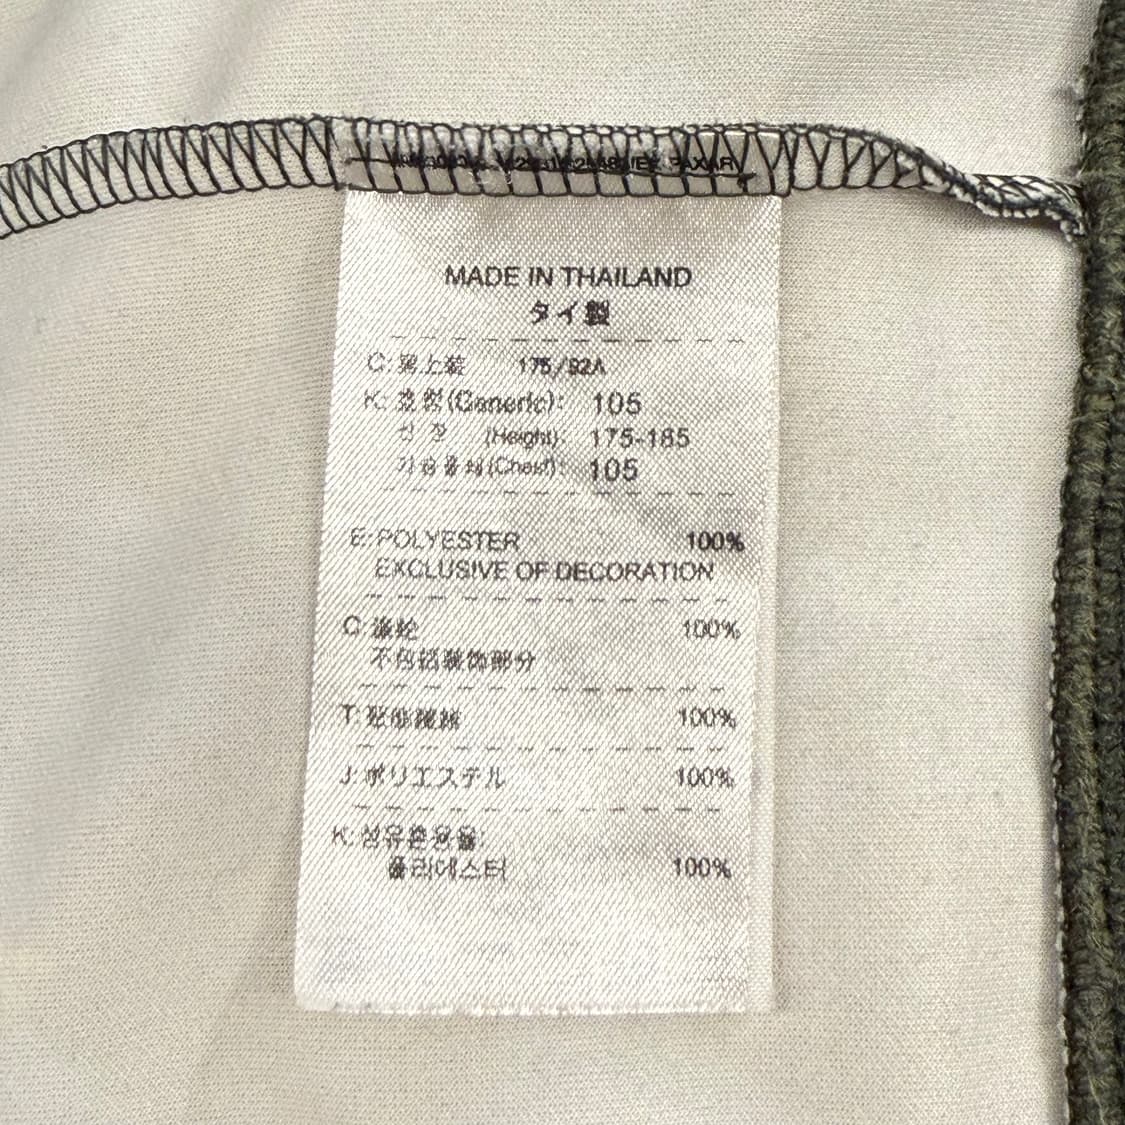 PAXAR
MADE IN THAILAND
タイ製
C: 男上装 175/92A
K: 호칭(Generic): 105
신장 (Height): 175-185
가슴둘레(Chest): 105
E: POLYESTER 100%
EXCLUSIVE OF DECORATION
C: 涤纶 100%
不包括装饰部分
T: 聚酯纖維 100%
J: ポリエステル 100%
K: 섬유혼용율:
폴리에스터 100%